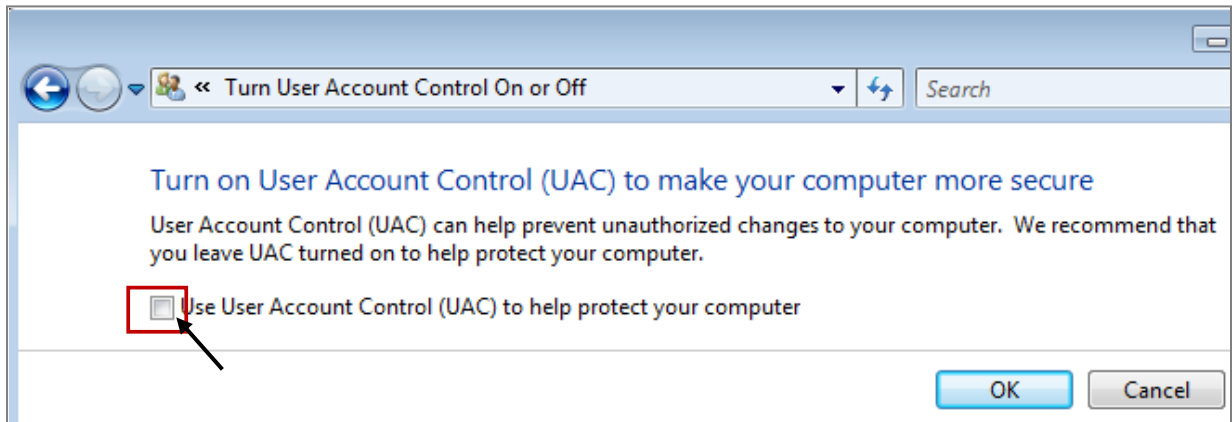 « Turn User Account Control On or Off
Search
Turn on User Account Control (UAC) to make your computer more secure
User Account Control (UAC) can help prevent unauthorized changes to your computer. We recommend that
you leave UAC turned on to help protect your computer.
Use User Account Control (UAC) to help protect your computer
OK
Cancel